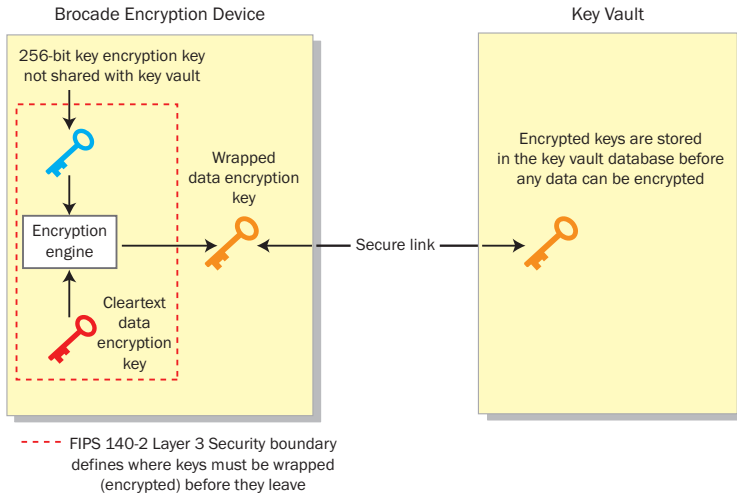 Brocade Encryption Device
Key Vault
256-bit key encryption key
not shared with key vault
Wrapped
data encryption
key
Encryption
engine
Cleartext
data
encryption
key
Secure link
Encrypted keys are stored
in the key vault database before
any data can be encrypted
FIPS 140-2 Layer 3 Security boundary
defines where keys must be wrapped
(encrypted) before they leave